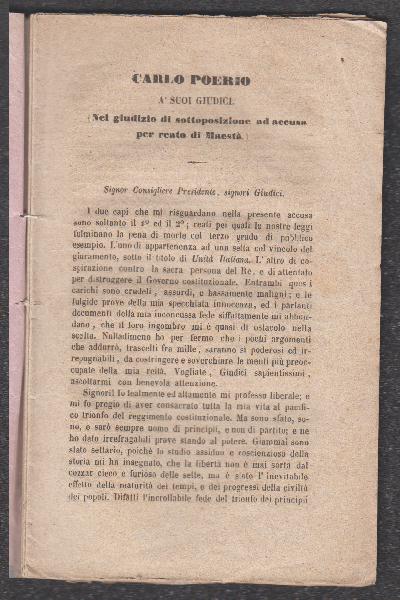 CARLO POERIO
A' SUOI GIUDICI.
(Nel giudizio di sottoposizione ad accusa
per reato di Maestà.)
Signor Consigliere Presidente, signori Giudici.
I due capi che mi risguardano nella presente accusa
sono soltanto il 1º ed il 2º; reati pei quali le nostre leggi
fulminano la pena di morte col terzo grado di pubblico
esempio. L'uno di appartenenza ad una setta col vincolo del
giuramento, sotto il titolo di Unità Italiana. L'altro di co-
spirazione contro la sacra persona del Re, e di attentato
per distruggere il Governo costituzionale. Entrambi questi
carichi sono crudeli, assurdi, e bassamente maligni; e le
fulgide prove della mia specchiata innocenza, ed i parlanti
documenti della mia inconcussa fede siffattamente mi abbon-
dano, che il loro ingombro mi è quasi di ostacolo nella
scelta. Nulladimeno ho per fermo che i pochi argomenti
che addurrò, trascelti fra mille, saranno sì poderosi ed ir-
repugnabili, da costringere e soverchiare le menti più preoc-
cupate della mia reità. Vogliate, Giudici sapientissimi,
ascoltarmi con benevola attenzione.
Signori! Io lealmente ed altamente mi professo liberale; e
mi fo pregio di aver consacrato tutta la mia vita al paci-
fico trionfo del reggimento costituzionale. Ma sono stato, so-
no, e sarò sempre uomo di principii, e non di partito; e ne
ho dato irrefragabili prove stando al potere. Giammai sono
stato settario, poichè lo studio assiduo e coscienzioso della
storia mi ha insegnato, che la libertà non è mai sorta dal
cozzar cieco e furioso delle sette, ma è stato l'inevitabile
effetto della maturità dei tempi, e dei progressi della civiltà
dei popoli. Difatti l'incrollabile fede del trionfo dei principii